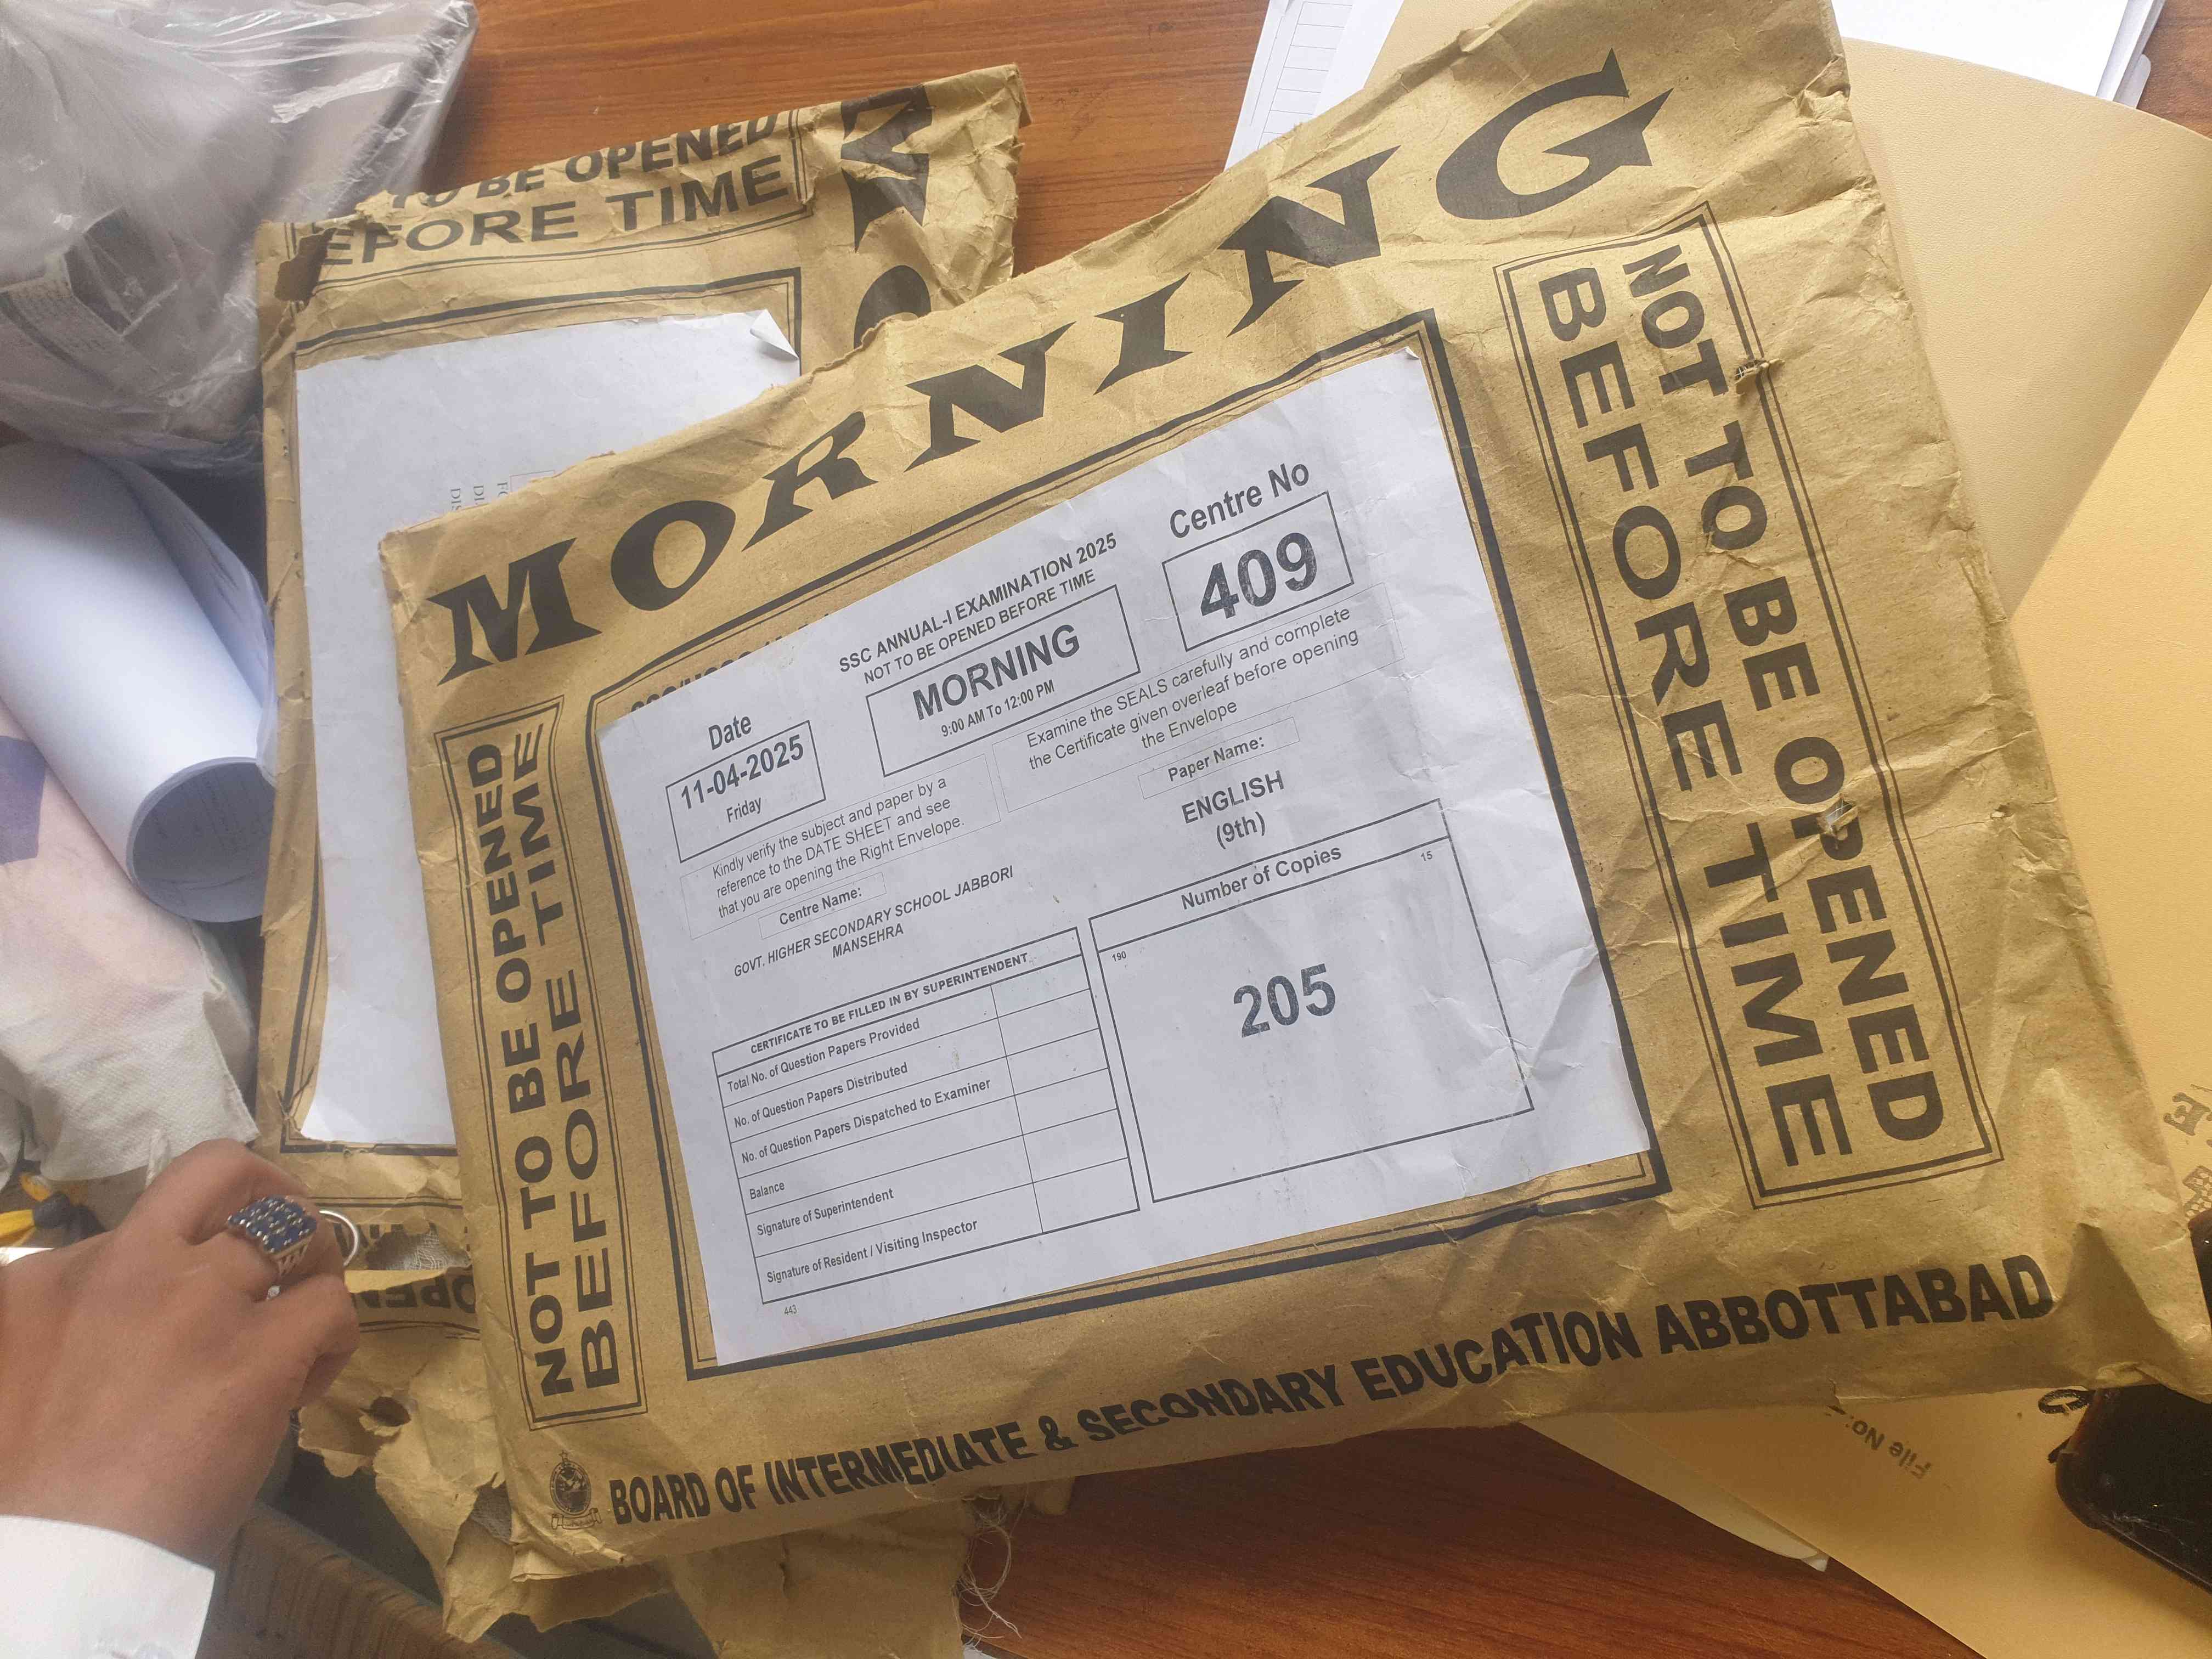 TO BE OPENED
BEFORE TIME
MORNING
NOT TO BE OPENED
BEFORE TIME
NOT TO BE OPENED
BEFORE TIME
SSC ANNUAL-I EXAMINATION 2025
NOT TO BE OPENED BEFORE TIME
Centre No
409
MORNING
9:00 AM To 12:00 PM
Date
11-04-2025
Friday
Examine the SEALS carefully and complete
the Certificate given overleaf before opening
the Envelope
Kindly verify the subject and paper by a
reference to the DATE SHEET and see
that you are opening the Right Envelope.
Paper Name:
ENGLISH
(9th)
Centre Name:
GOVT. HIGHER SECONDARY SCHOOL JABBORI
MANSEHRA
Number of Copies
15
190
205
CERTIFICATE TO BE FILLED IN BY SUPERINTENDENT
Total No. of Question Papers Provided
No. of Question Papers Distributed
No. of Question Papers Dispatched to Examiner
Balance
Signature of Superintendent
Signature of Resident / Visiting Inspector
443
BOARD OF INTERMEDIATE & SECONDARY EDUCATION ABBOTTABAD
File No: